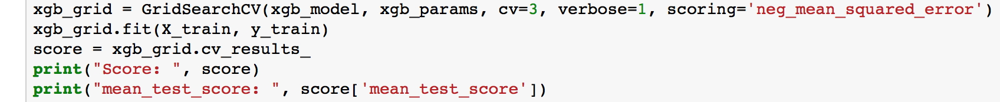 xgb_grid = GridSearchCV(xgb_model, xgb_params, cv=3, verbose=1, scoring='neg_mean_squared_error')
xgb_grid.fit(X_train, y_train)
score = xgb_grid.cv_results_
print("Score: ", score)
print("mean_test_score: ", score['mean_test_score'])